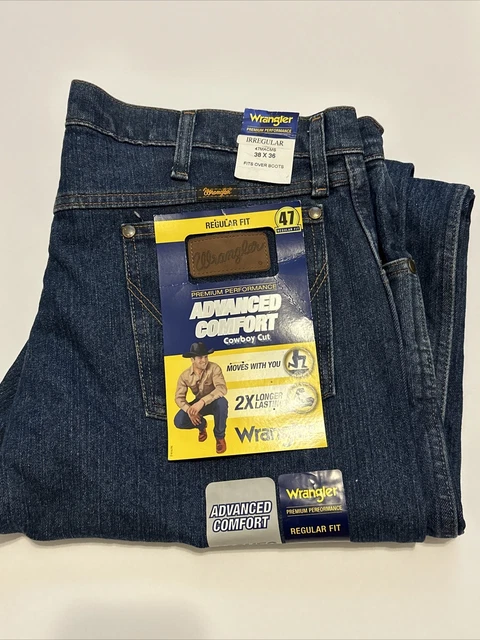 Wrangler
PREMIUM PERFORMANCE
IRREGULAR
47MACMS
38 X 36
FITS OVER BOOTS
Wrangler
REGULAR FIT
47
REGULAR FIT
Wrangler
PREMIUM PERFORMANCE
ADVANCED
COMFORT
Cowboy Cut
MOVES WITH YOU
2X LONGER
LASTING
Wrangler
ADVANCED
COMFORT
Wrangler
PREMIUM PERFORMANCE
REGULAR FIT